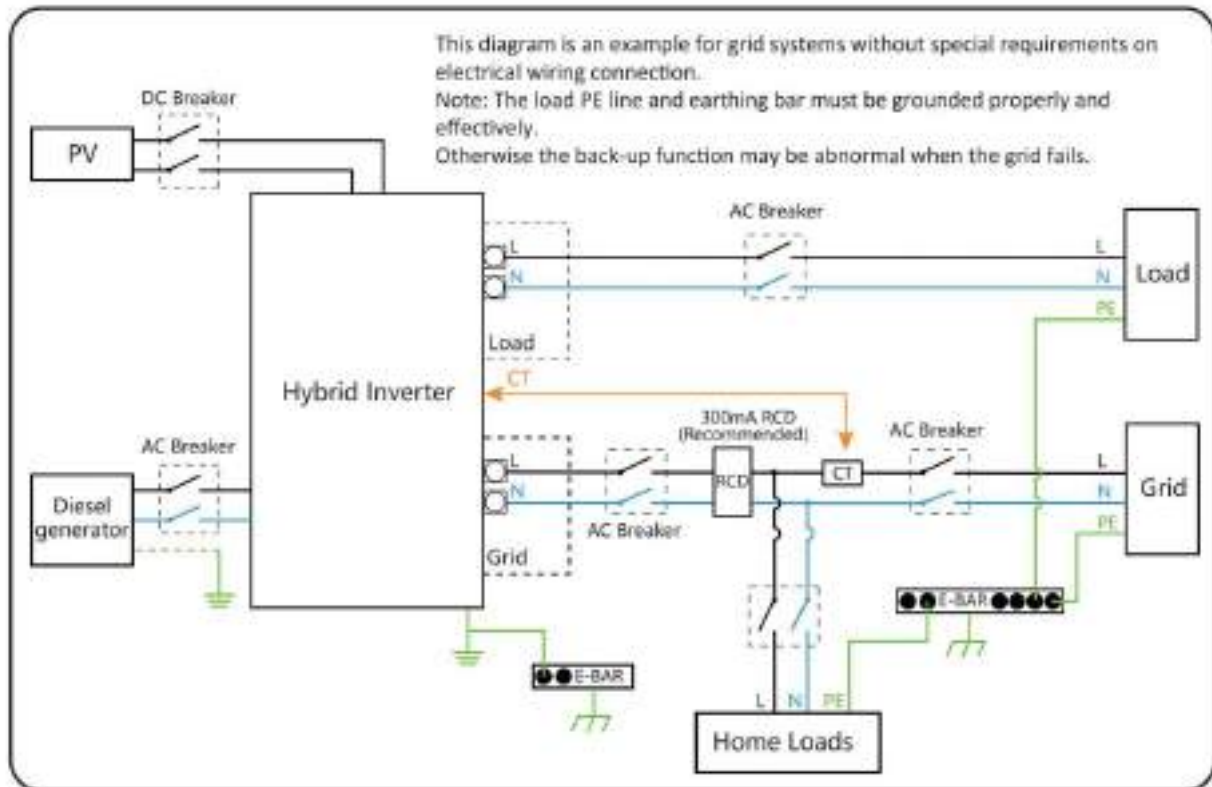 This diagram is an example for grid systems without special requirements on
electrical wiring connection.
Note: The load PE line and earthing bar must be grounded properly and
effectively.
Otherwise the back-up function may be abnormal when the grid fails.
DC Breaker
PV
AC Breaker
L
N
L
N
PE
Load
Load
Hybrid Inverter
CT
300mA RCD
(Recommended)
AC Breaker
AC Breaker
L
N
RCD
CT
L
N
PE
Grid
Diesel
generator
AC Breaker
Grid
E-BAR
E-BAR
L
N
PE
Home Loads